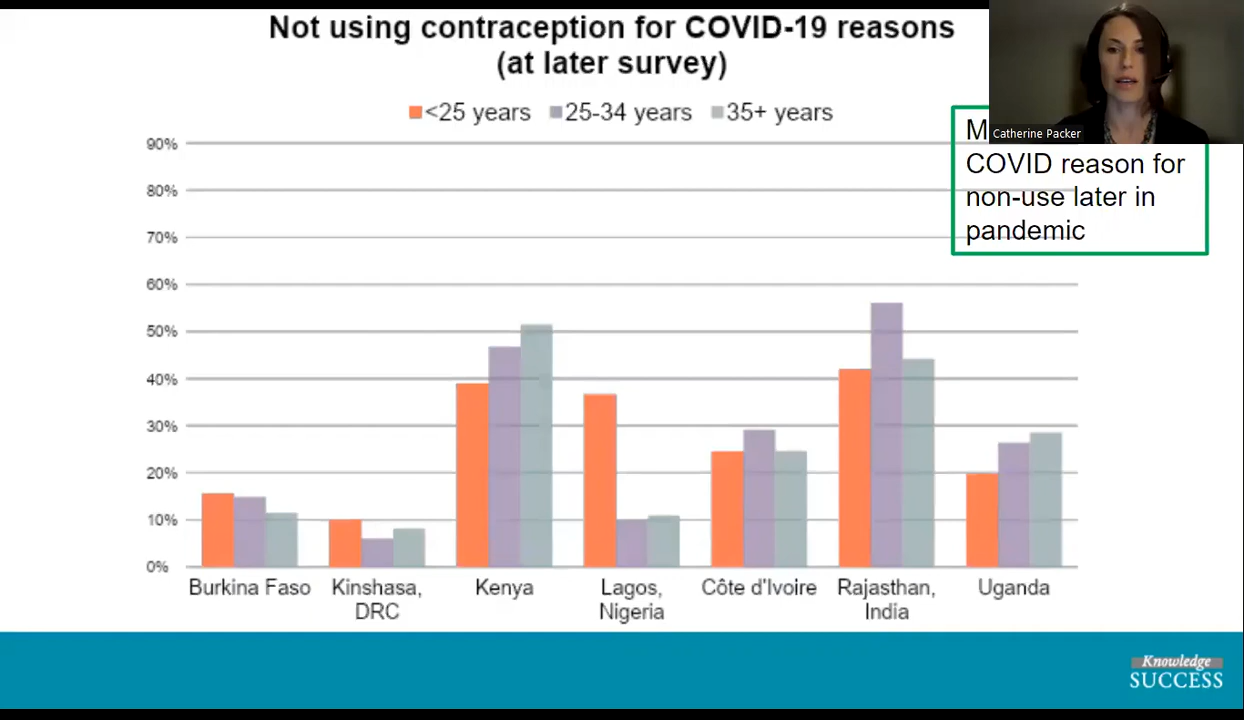 Not using contraception for COVID-19 reasons
(at later survey)
<25 years 25-34 years 35+ years
Catherine Packer
COVID reason for
non-use later in
pandemic
90%
80%
70%
60%
50%
40%
30%
20%
10%
0%
Burkina Faso Kinshasa, Kenya Lagos, Côte d'Ivoire Rajasthan, Uganda
DRC Nigeria India
Knowledge
SUCCESS